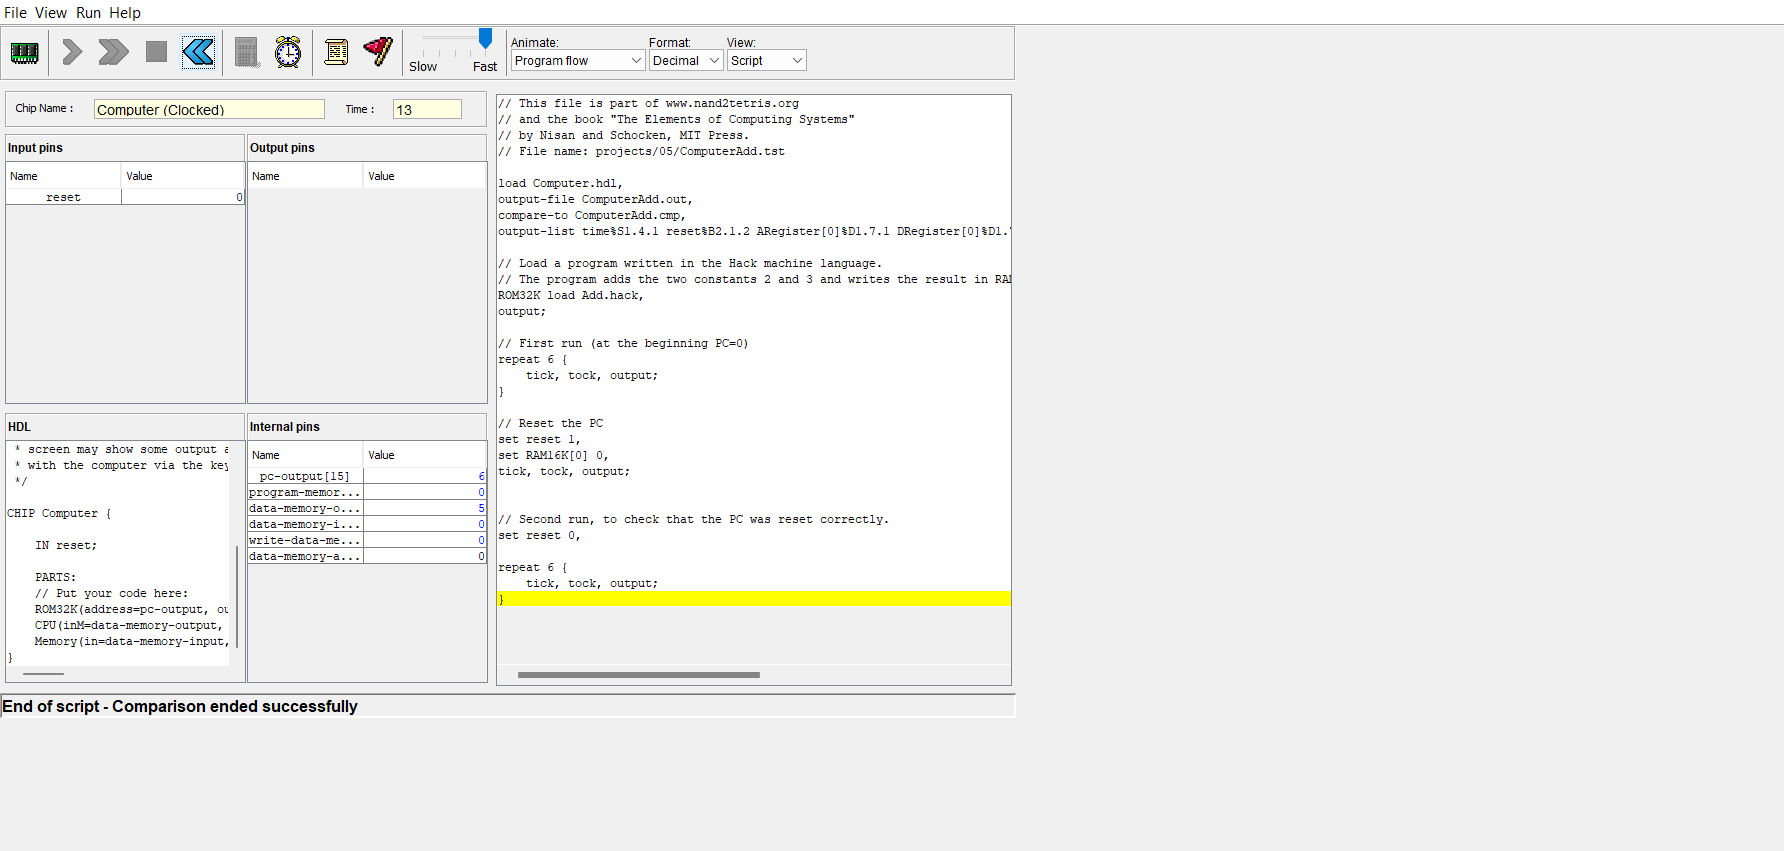 File View Run Help
Slow Fast
Animate: Format: View:
Program flow Decimal Script
Chip Name : Computer (Clocked) Time : 13
Input pins
Name Value
reset 0
Output pins
Name Value
HDL
* screen may show some output a
* with the computer via the key
*/
CHIP Computer {
IN reset;
PARTS:
// Put your code here:
ROM32K(address=pc-output, ou
CPU(inM=data-memory-output,
Memory(in=data-memory-input,
}
Internal pins
Name Value
pc-output[15] 6
program-memor... 0
data-memory-o... 5
data-memory-i... 0
write-data-me... 0
data-memory-a... 0
// This file is part of www.nand2tetris.org
// and the book "The Elements of Computing Systems"
// by Nisan and Schocken, MIT Press.
// File name: projects/05/ComputerAdd.tst
load Computer.hdl,
output-file ComputerAdd.out,
compare-to ComputerAdd.cmp,
output-list time%S1.4.1 reset%B2.1.2 ARegister[0]%D1.7.1 DRegister[0]%D1.
// Load a program written in the Hack machine language.
// The program adds the two constants 2 and 3 and writes the result in RAM
ROM32K load Add.hack,
output;
// First run (at the beginning PC=0)
repeat 6 {
tick, tock, output;
}
// Reset the PC
set reset 1,
set RAM16K[0] 0,
tick, tock, output;
// Second run, to check that the PC was reset correctly.
set reset 0,
repeat 6 {
tick, tock, output;
}
End of script - Comparison ended successfully